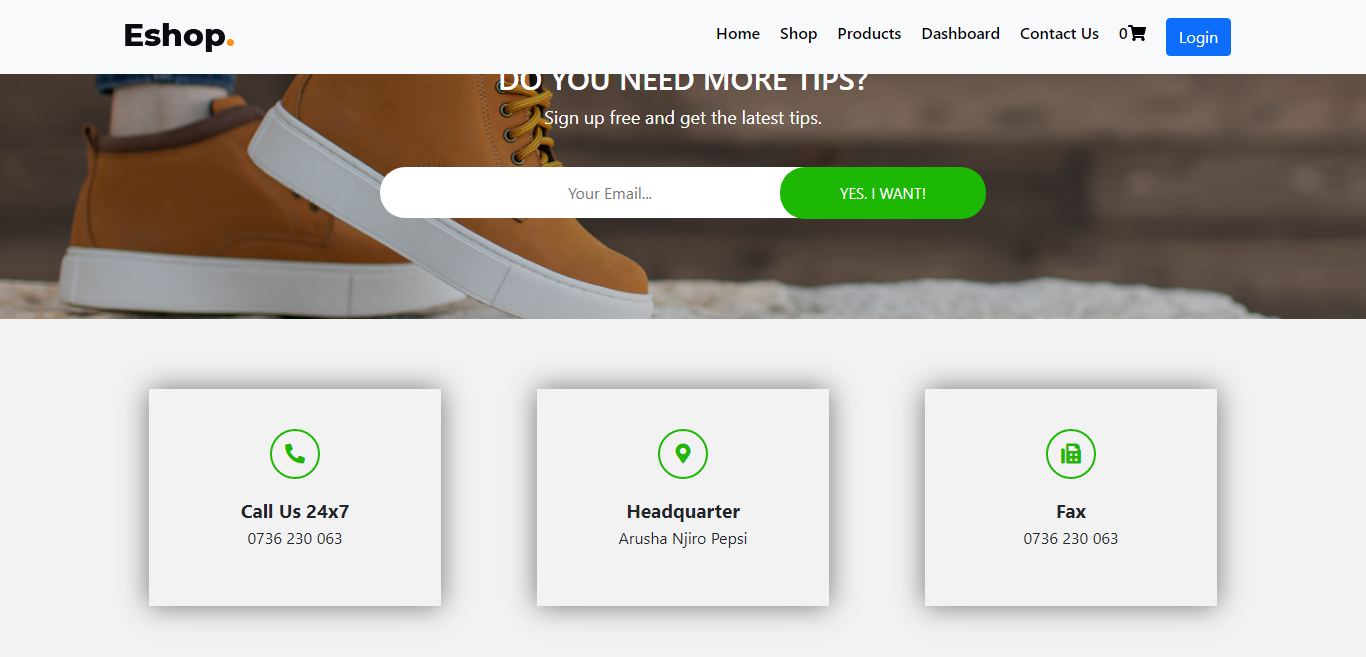 Eshop.
Home Shop Products Dashboard Contact Us 0 Login
DO YOU NEED MORE TIPS?
Sign up free and get the latest tips.
Your Email... YES. I WANT!
Call Us 24x7
0736 230 063
Headquarter
Arusha Njiro Pepsi
Fax
0736 230 063